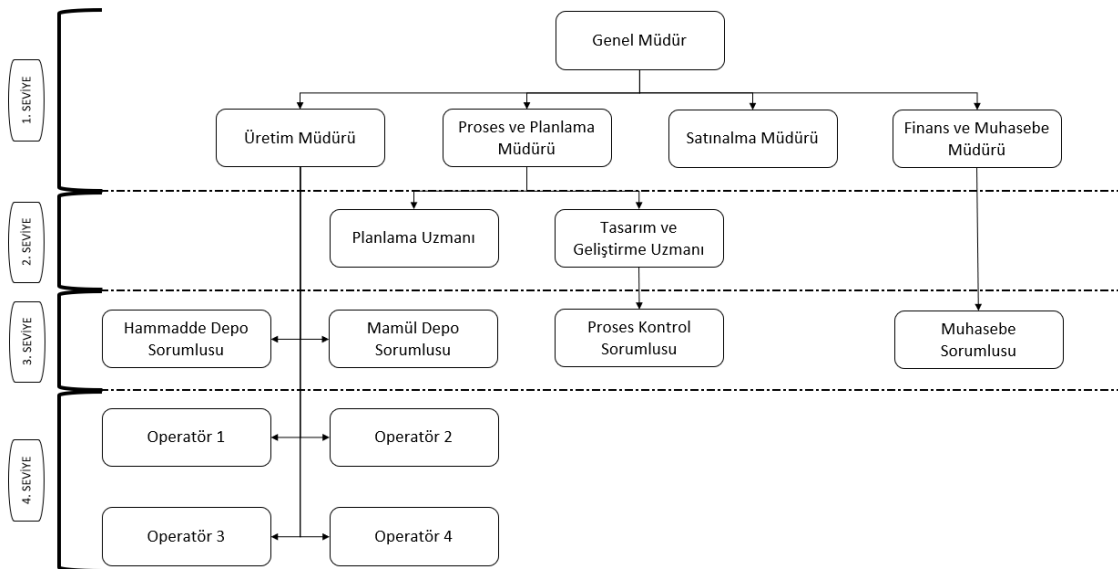 1. SEVİYE
Genel Müdür
Üretim Müdürü
Proses ve Planlama
Müdürü
Satınalma Müdürü
Finans ve Muhasebe
Müdürü
2. SEVİYE
Planlama Uzmanı
Tasarım ve
Geliştirme Uzmanı
3. SEVİYE
Hammadde Depo
Sorumlusu
Mamül Depo
Sorumlusu
Proses Kontrol
Sorumlusu
Muhasebe
Sorumlusu
4. SEVİYE
Operatör 1
Operatör 2
Operatör 3
Operatör 4